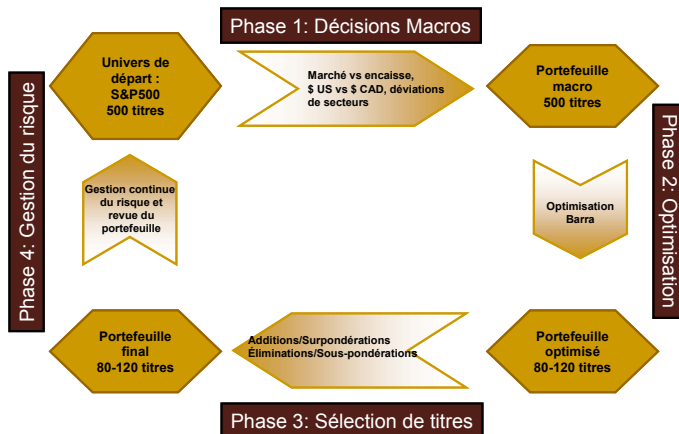 Phase 1: Décisions Macros
Univers de
départ :
S&P500
500 titres
Marché vs encaisse,
$ US vs $ CAD, déviations
de secteurs
Portefeuille
macro
500 titres
Phase 2: Optimisation
Optimisation
Barra
Portefeuille
optimisé
80-120 titres
Phase 3: Sélection de titres
Additions/Surpondérations
Éliminations/Sous-pondérations
Portefeuille
final
80-120 titres
Phase 4: Gestion du risque
Gestion continue
du risque et
revue du
portefeuille